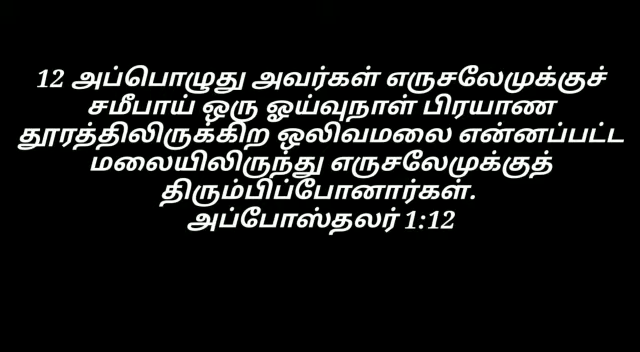 12 அப்பொழுது அவர்கள் எருசலேமுக்குச்
சமீபாய் ஒரு ஓய்வுநாள் பிரயாண
தூரத்திலிருக்கிற ஒலிவமலை என்னப்பட்ட
மலையிலிருந்து எருசலேமுக்குத்
திரும்பிப்போனார்கள்.
அப்போஸ்தலர் 1:12